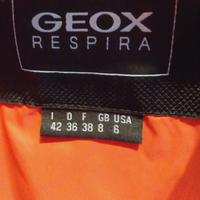 GEOX
RESPIRA
I D F GB USA
42 36 38 8 6